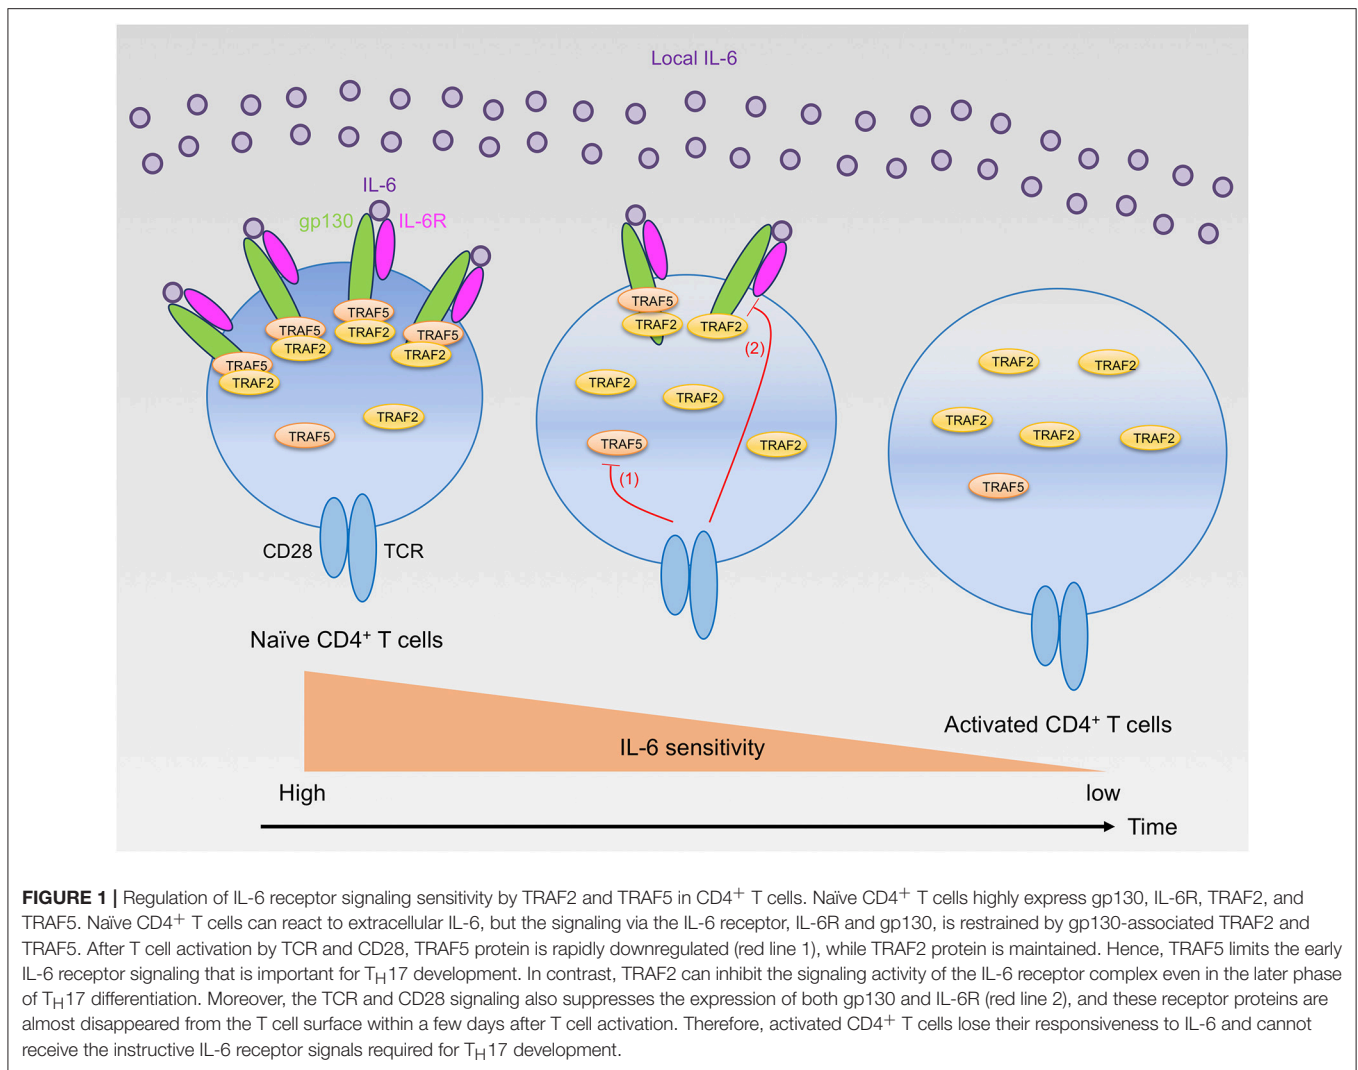 Local IL-6
IL-6
gp130
IL-6R
TRAF5
TRAF2
TRAF5
TRAF2
TRAF5
TRAF2
TRAF5
TRAF2
TRAF2
TRAF5
CD28
TCR
Naïve CD4⁺ T cells
TRAF5
TRAF2
TRAF2
(2)
TRAF2
TRAF2
TRAF5
TRAF2
(1)
TRAF2
TRAF2
TRAF2
TRAF2
TRAF2
TRAF5
Activated CD4⁺ T cells
IL-6 sensitivity
High
low
Time
FIGURE 1 | Regulation of IL-6 receptor signaling sensitivity by TRAF2 and TRAF5 in CD4⁺ T cells. Naïve CD4⁺ T cells highly express gp130, IL-6R, TRAF2, and
TRAF5. Naïve CD4⁺ T cells can react to extracellular IL-6, but the signaling via the IL-6 receptor, IL-6R and gp130, is restrained by gp130-associated TRAF2 and
TRAF5. After T cell activation by TCR and CD28, TRAF5 protein is rapidly downregulated (red line 1), while TRAF2 protein is maintained. Hence, TRAF5 limits the early
IL-6 receptor signaling that is important for TH17 development. In contrast, TRAF2 can inhibit the signaling activity of the IL-6 receptor complex even in the later phase
of TH17 differentiation. Moreover, the TCR and CD28 signaling also suppresses the expression of both gp130 and IL-6R (red line 2), and these receptor proteins are
almost disappeared from the T cell surface within a few days after T cell activation. Therefore, activated CD4⁺ T cells lose their responsiveness to IL-6 and cannot
receive the instructive IL-6 receptor signals required for TH17 development.